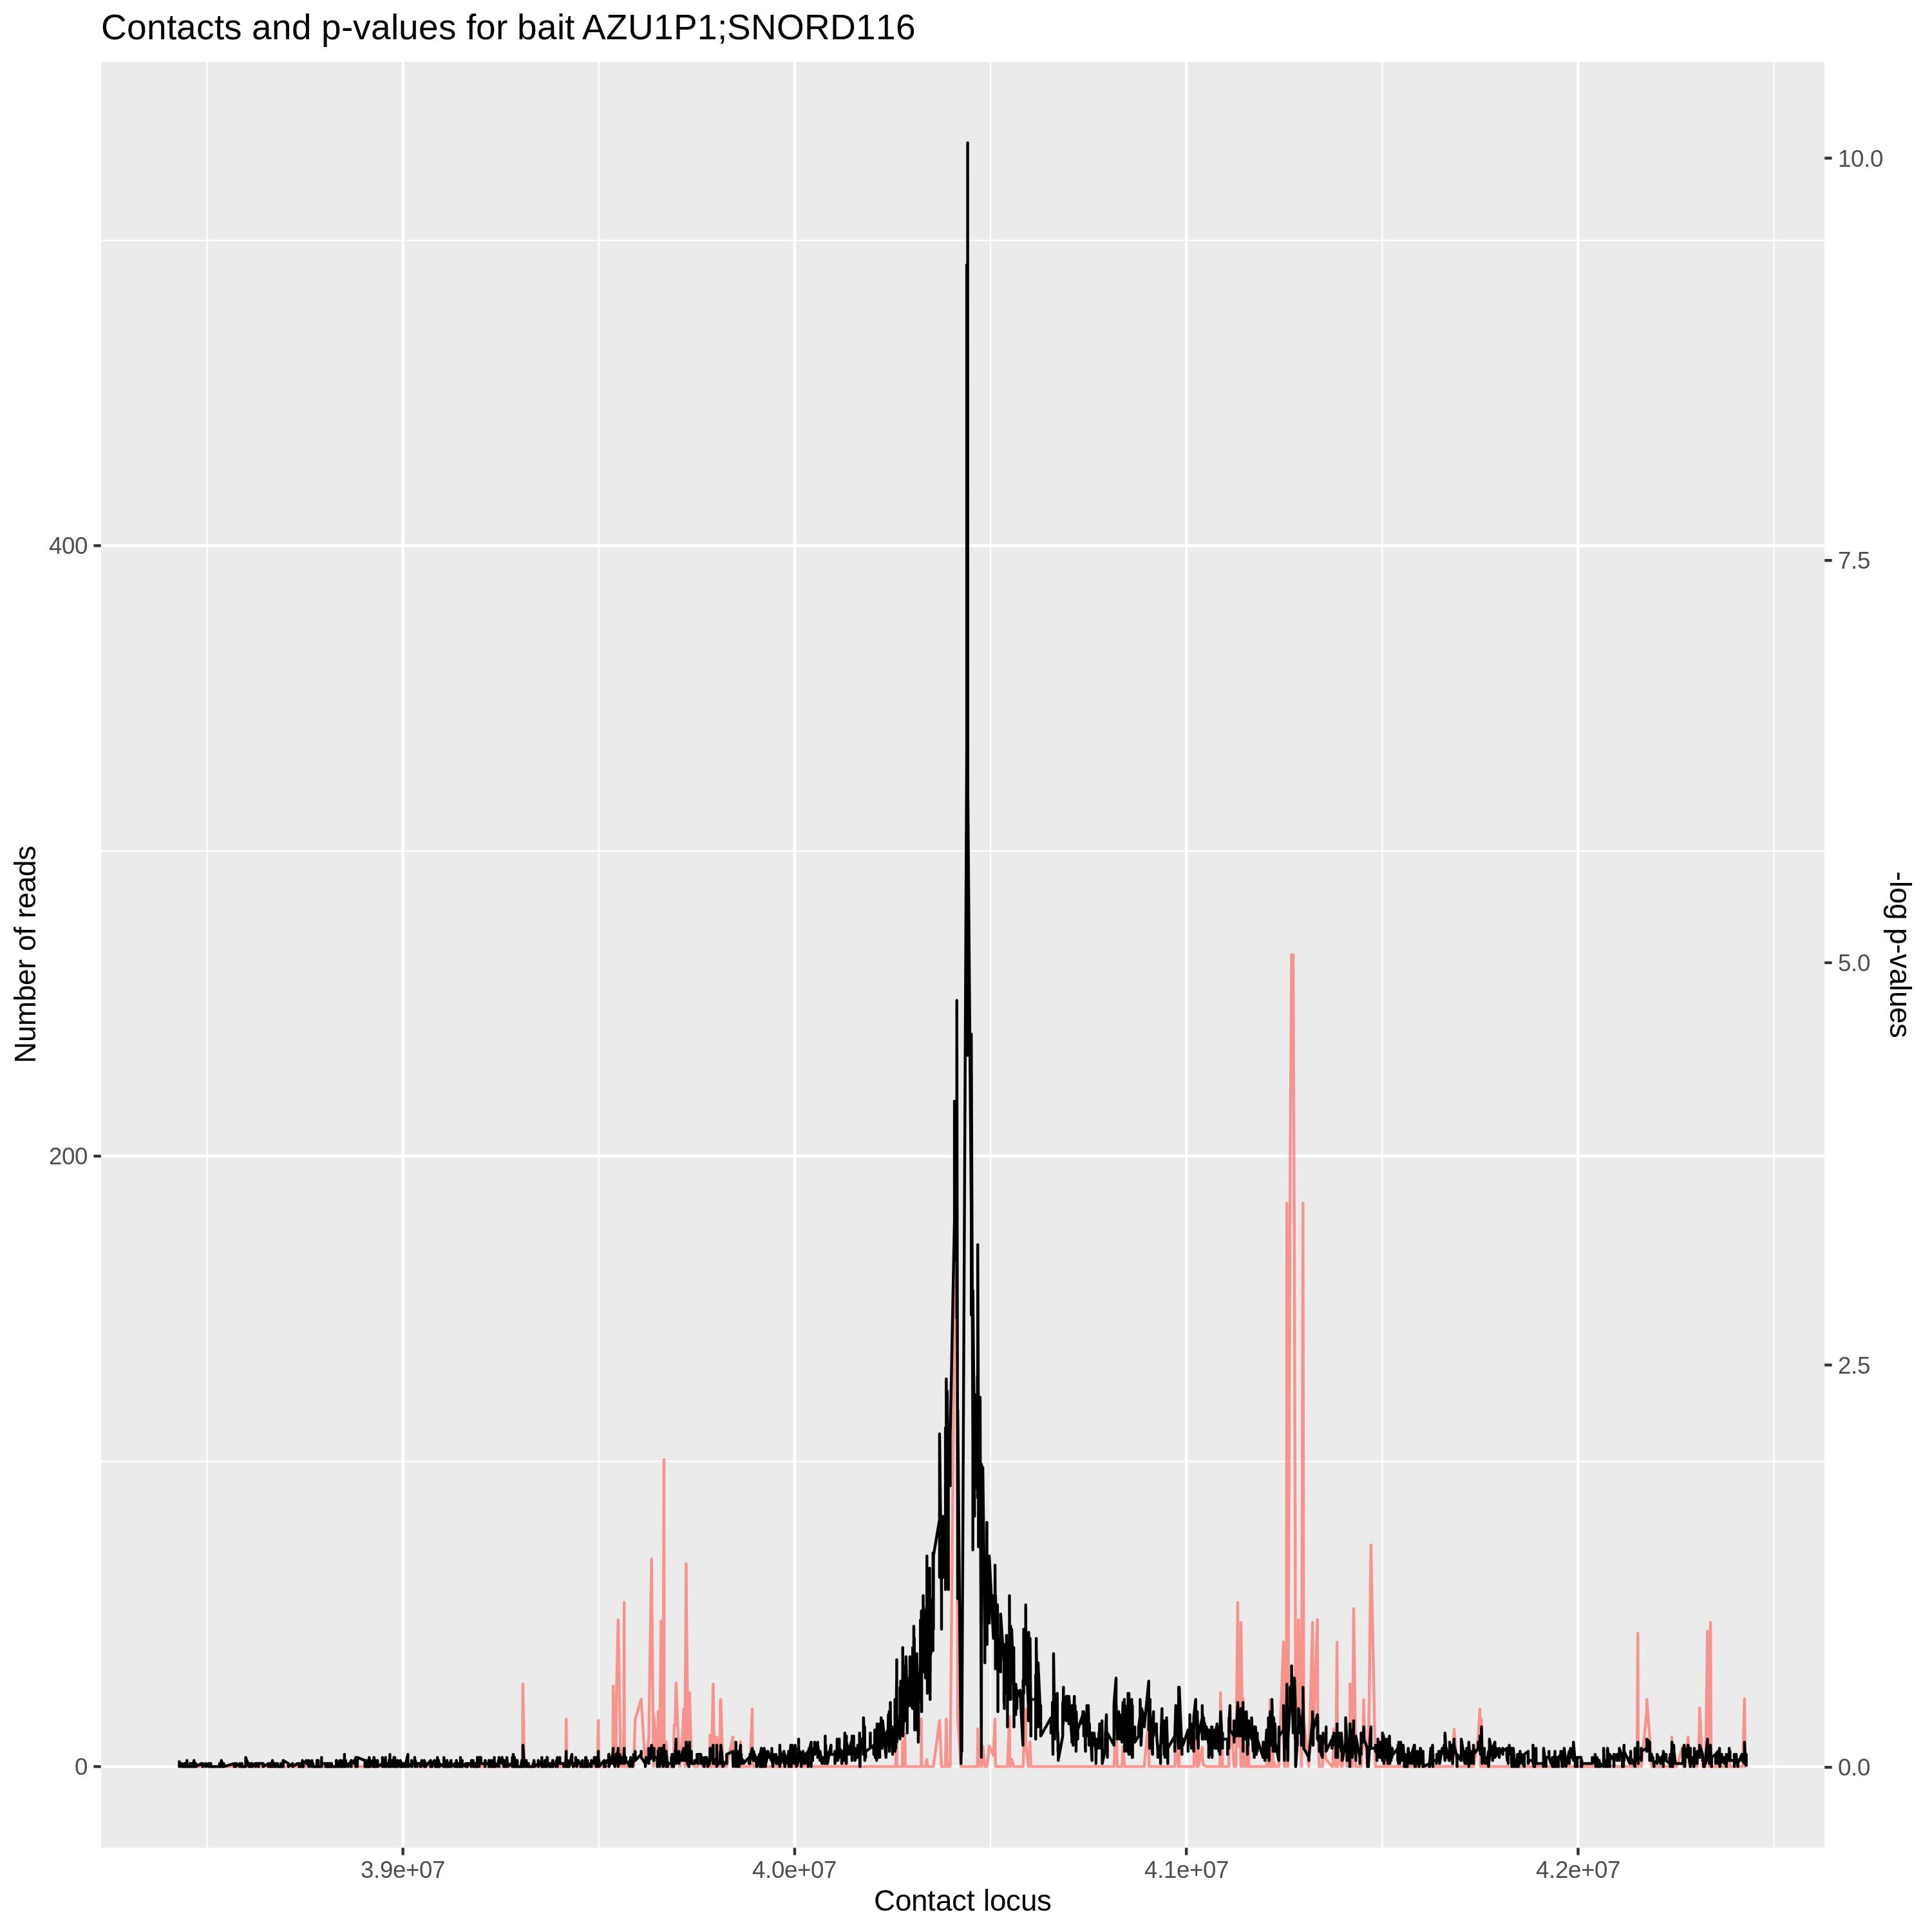 Contacts and p-values for bait AZU1P1;SNORD116
Number of reads
400
200
0
10.0
7.5
5.0
2.5
0.0
-log p-values
3.9e+07
4.0e+07
4.1e+07
4.2e+07
Contact locus